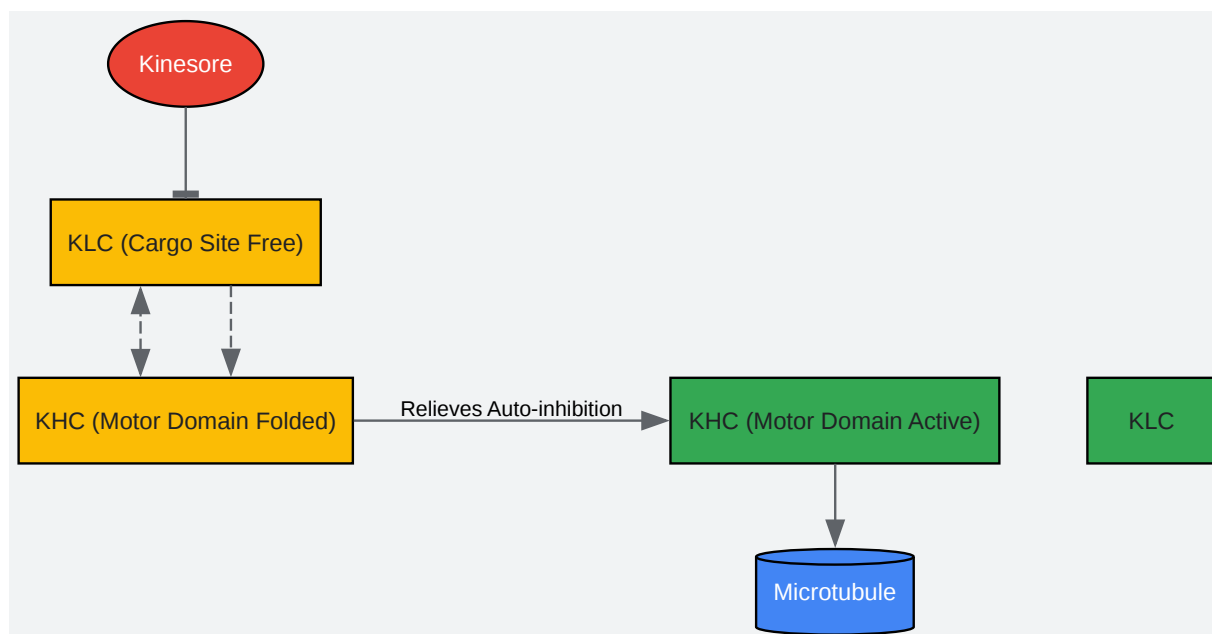 Kinesore
KLC (Cargo Site Free)
KHC (Motor Domain Folded)
Relieves Auto-inhibition
KHC (Motor Domain Active)
KLC
Microtubule